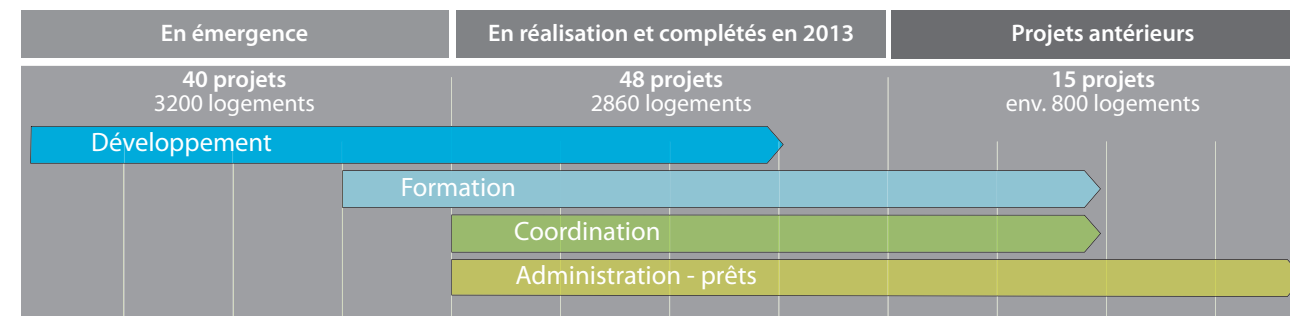 En émergence
En réalisation et complétés en 2013
Projets antérieurs
40 projets
3200 logements
48 projets
2860 logements
15 projets
env. 800 logements
Développement
Formation
Coordination
Administration - prêts